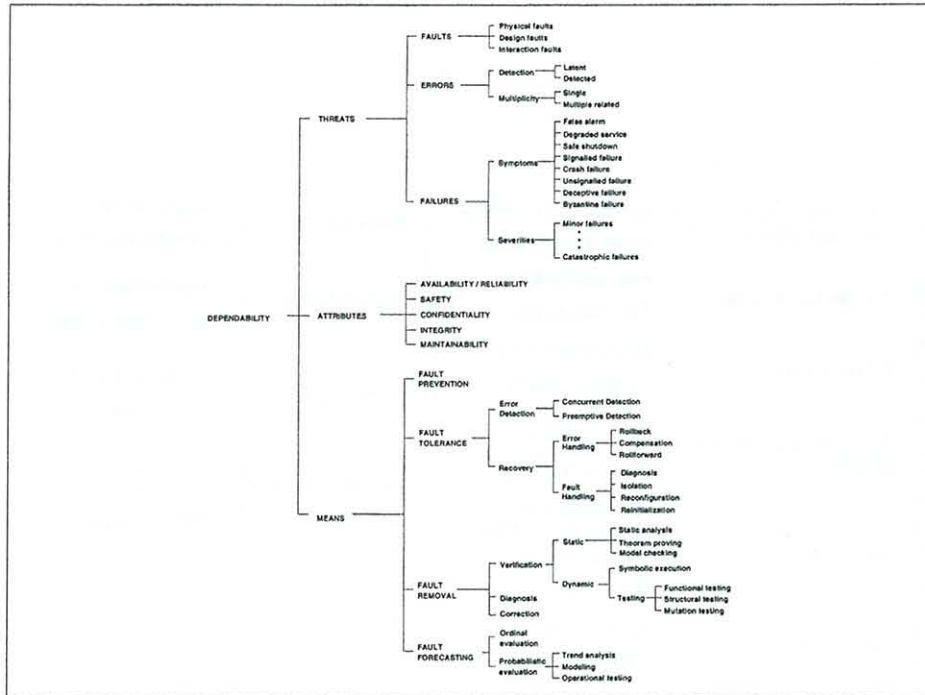 Physical faults
FAULTS
Design faults
Interaction faults
Latent
Detection
Detected
ERRORS
Single
Multiplicity
Multiple related
THREATS
False alarm
Degraded service
Safe shutdown
Signalled failure
Symptoms
Crash failure
Unsignalled failure
Deceptive failure
FAILURES
Byzantine failure
Minor failures
Severities
Catastrophic failures
AVAILABILITY / RELIABILITY
SAFETY
DEPENDABILITY
ATTRIBUTES
CONFIDENTIALITY
INTEGRITY
MAINTAINABILITY
FAULT
PREVENTION
Error
Detection
Concurrent Detection
Preemptive Detection
FAULT
TOLERANCE
Rollback
Error
Handling
Compensation
Rollforward
Recovery
Diagnosis
Fault
Handling
Isolation
Reconfiguration
Reinitialization
MEANS
Static analysis
Static
Theorem proving
Model checking
Verification
Symbolic execution
Dynamic
Functional testing
Testing
Structural testing
Mutation testing
FAULT
REMOVAL
Diagnosis
Correction
Ordinal
evaluation
FAULT
FORECASTING
Trend analysis
Probabilistic
evaluation
Modeling
Operational testing